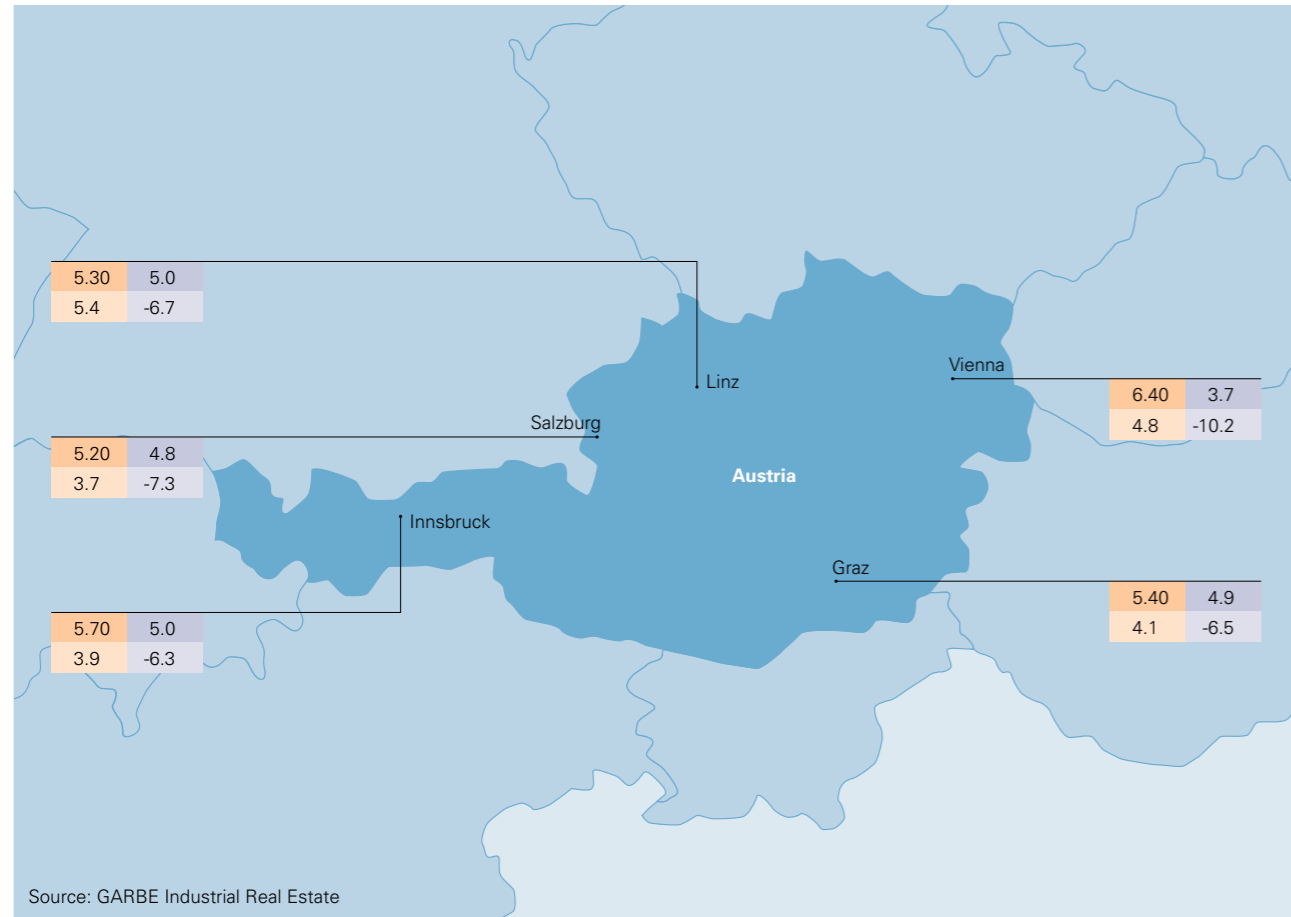 5.30 5.0
5.4 -6.7
Linz
Vienna
6.40 3.7
4.8 -10.2
Salzburg
5.20 4.8
3.7 -7.3
Austria
Innsbruck
Graz
5.40 4.9
4.1 -6.5
5.70 5.0
3.9 -6.3
Source: GARBE Industrial Real Estate